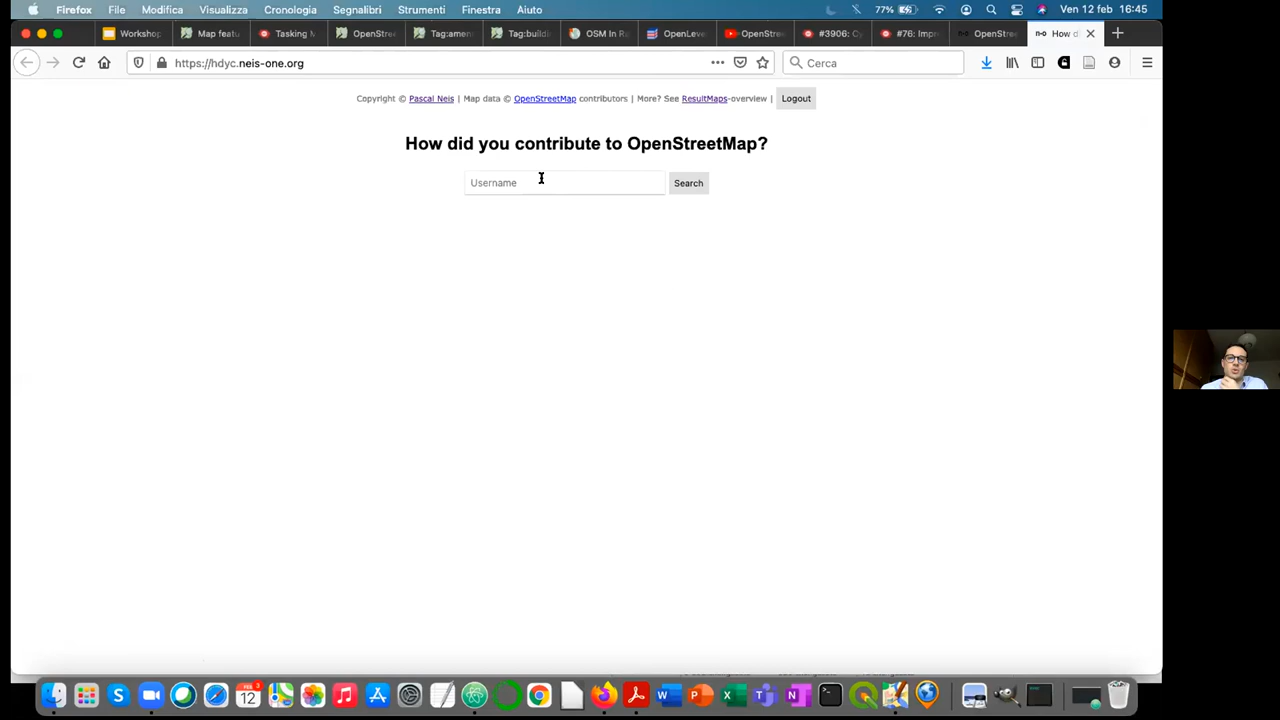 Firefox File Modifica Visualizza Cronologia Segnalibri Strumenti Finestra Aiuto 77% Ven 12 feb 16:45
Workshop Map featu Tasking M OpenStre Tag:amen Tag:buildi OSM In R OpenLeve OpenStre #3906: Cy #76: Impr OpenStre How d
https://hdyc.neis-one.org Cerca
Copyright © Pascal Neis | Map data © OpenStreetMap contributors | More? See ResultMaps-overview | Logout
How did you contribute to OpenStreetMap?
Username Search